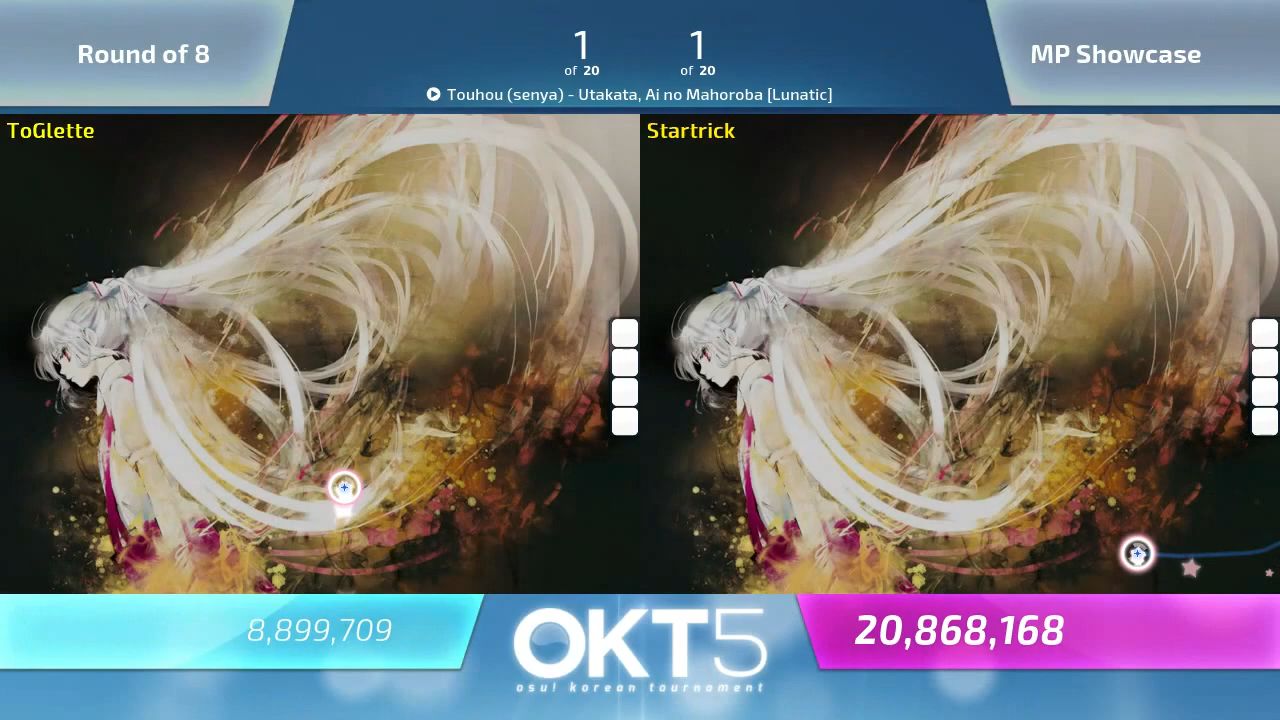 Round of 8
1
of 20
1
of 20
MP Showcase
Touhou (senya) - Utakata, Ai no Mahoroba [Lunatic]
ToGlette
Startrick
8,899,709
OKT5
osu! korean tournament
20,868,168